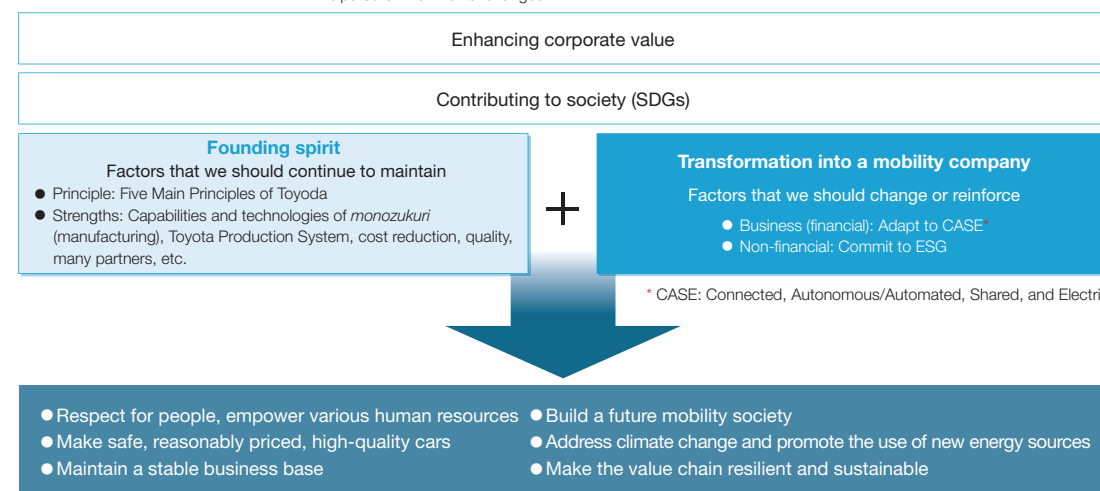 Enhancing corporate value
Contributing to society (SDGs)
Founding spirit
Factors that we should continue to maintain
● Principle: Five Main Principles of Toyoda
● Strengths: Capabilities and technologies of monozukuri
(manufacturing), Toyota Production System, cost reduction, quality,
many partners, etc.
+
Transformation into a mobility company
Factors that we should change or reinforce
● Business (financial): Adapt to CASE*
● Non-financial: Commit to ESG
* CASE: Connected, Autonomous/Automated, Shared, and Electri
● Respect for people, empower various human resources
● Make safe, reasonably priced, high-quality cars
● Maintain a stable business base
● Build a future mobility society
● Address climate change and promote the use of new energy sources
● Make the value chain resilient and sustainable